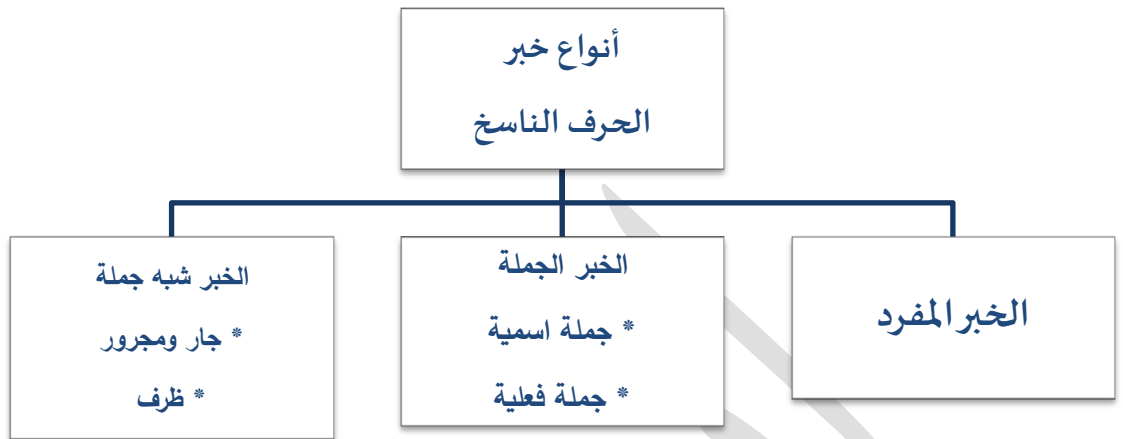 أنواع خبر
الحرف الناسخ
الخبر المفرد
الخبر الجملة
* جملة اسمية
* جملة فعلية
الخبر شبه جملة
* جار ومجرور
* ظرف